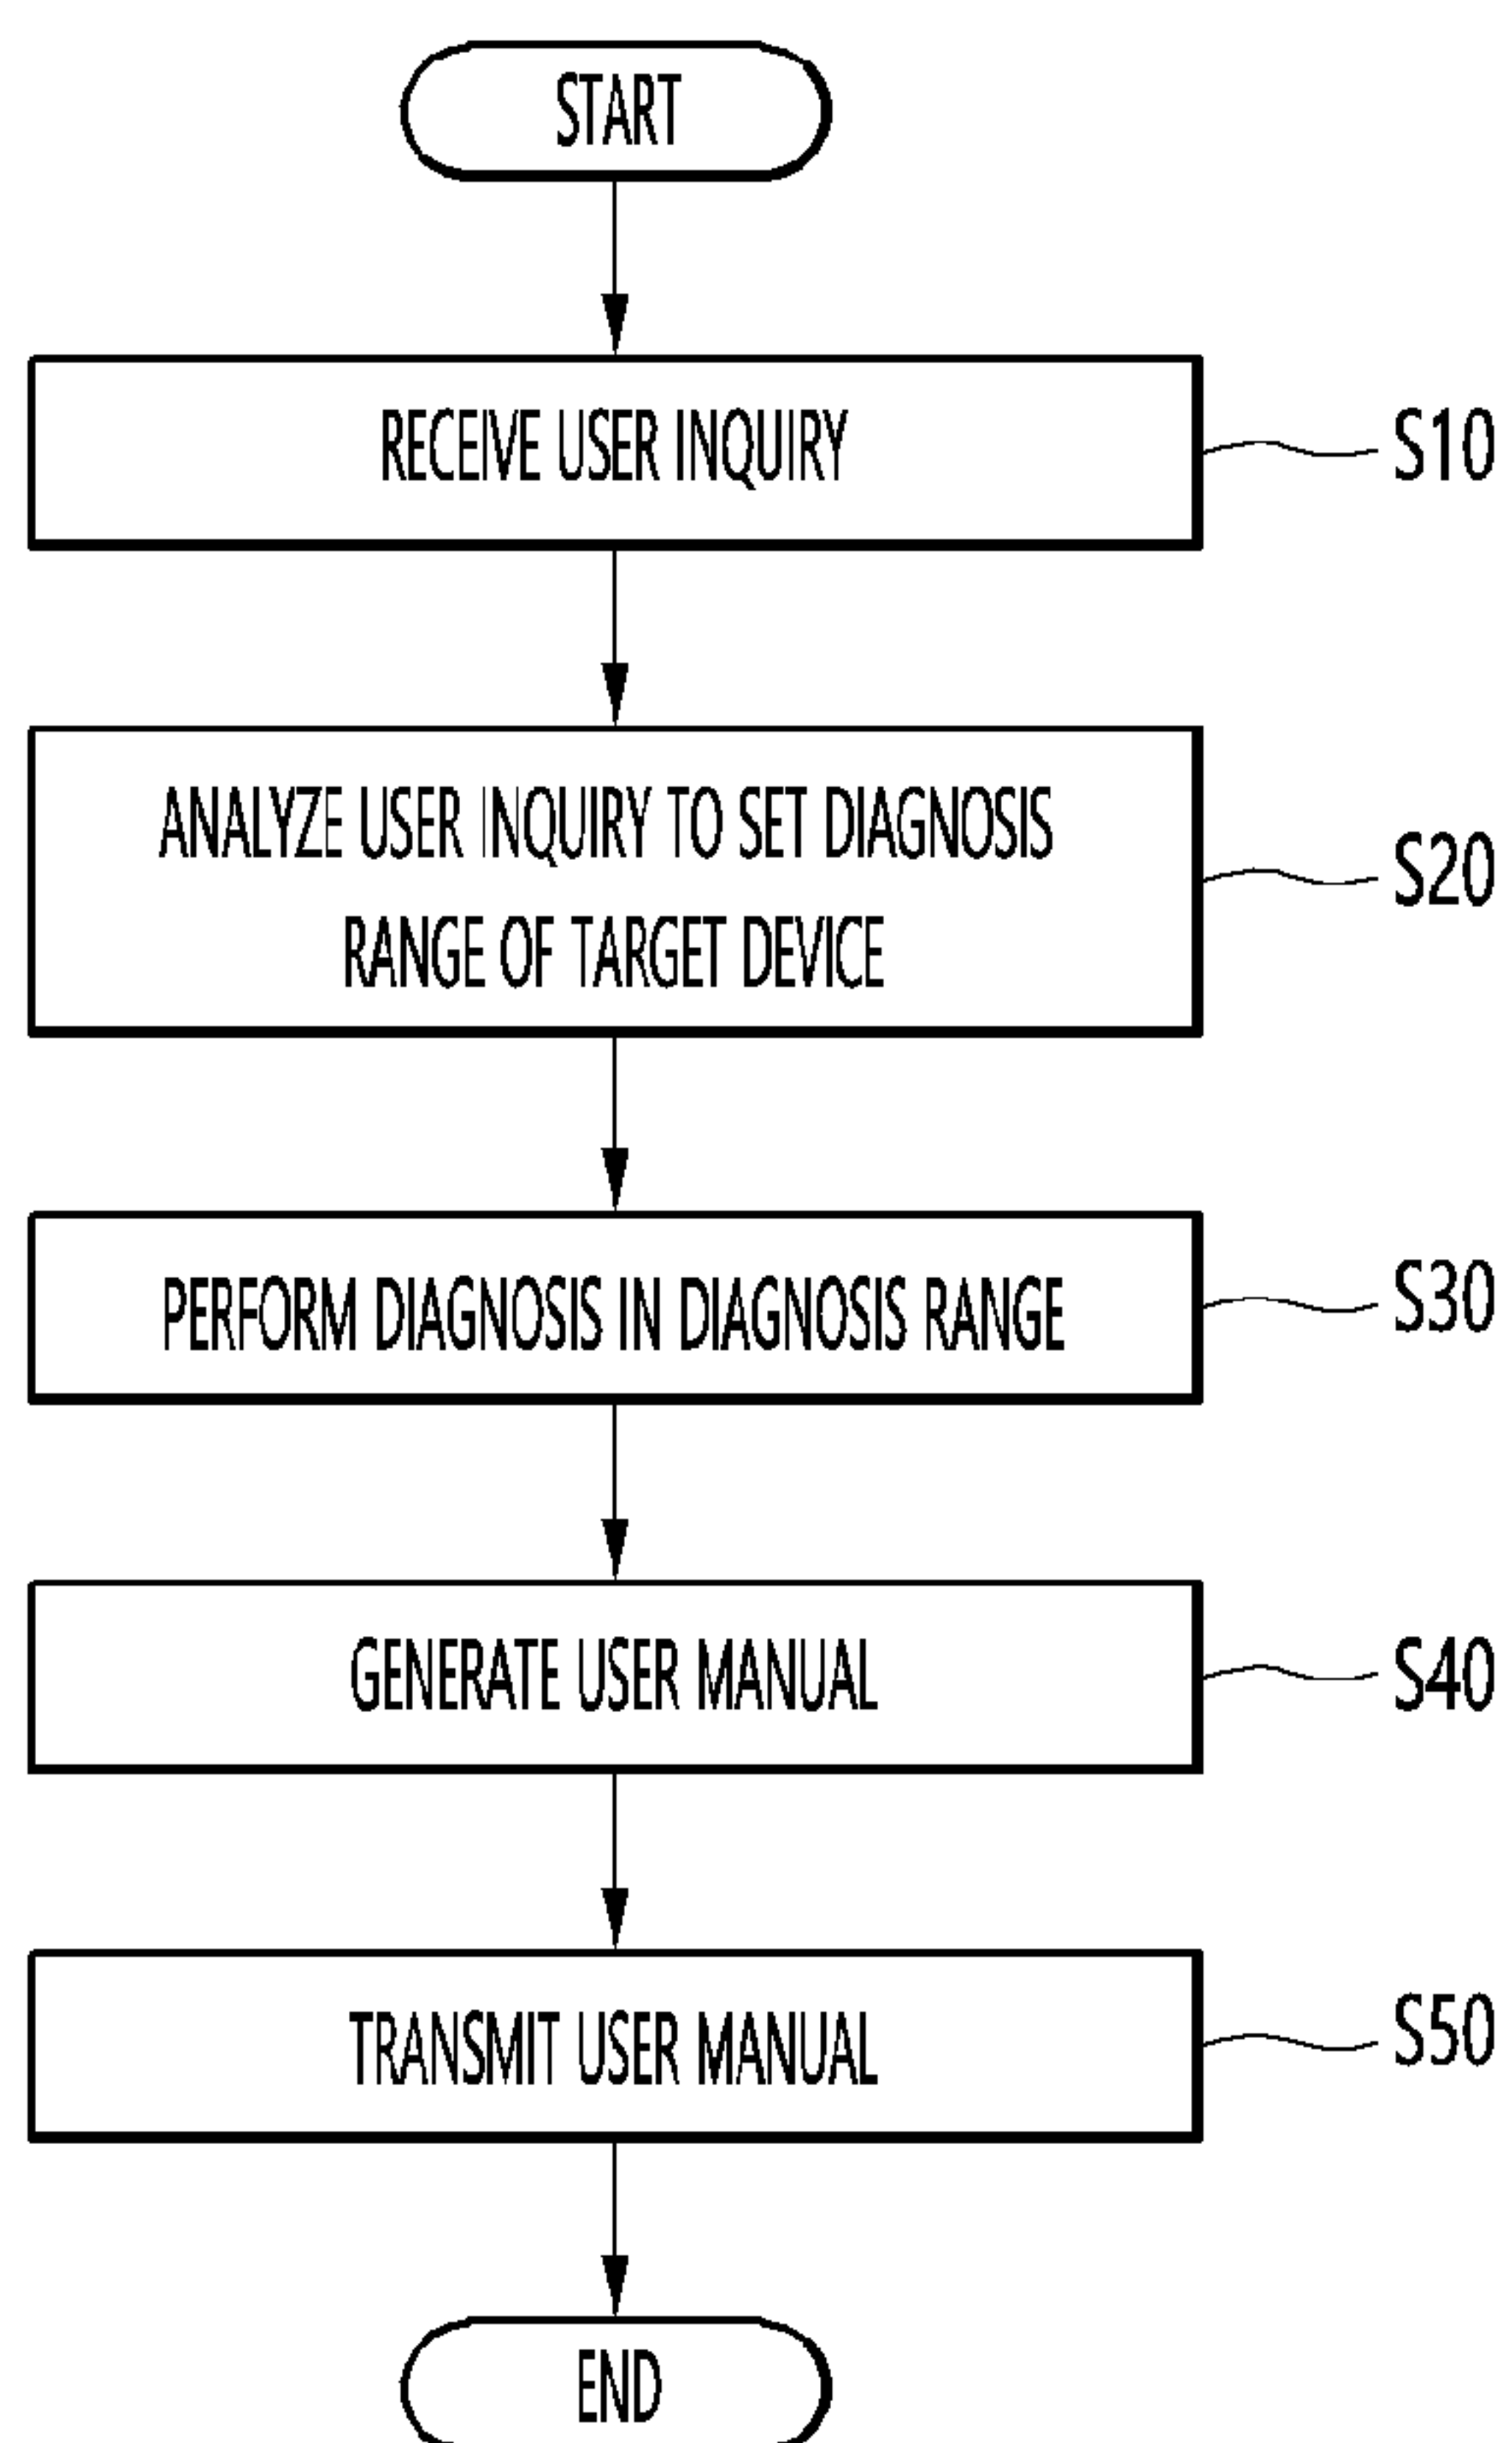 START
RECEIVE USER INQUIRY
S10
ANALYZE USER INQUIRY TO SET DIAGNOSIS
RANGE OF TARGET DEVICE
S20
PERFORM DIAGNOSIS IN DIAGNOSIS RANGE
S30
GENERATE USER MANUAL
S40
TRANSMIT USER MANUAL
S50
END